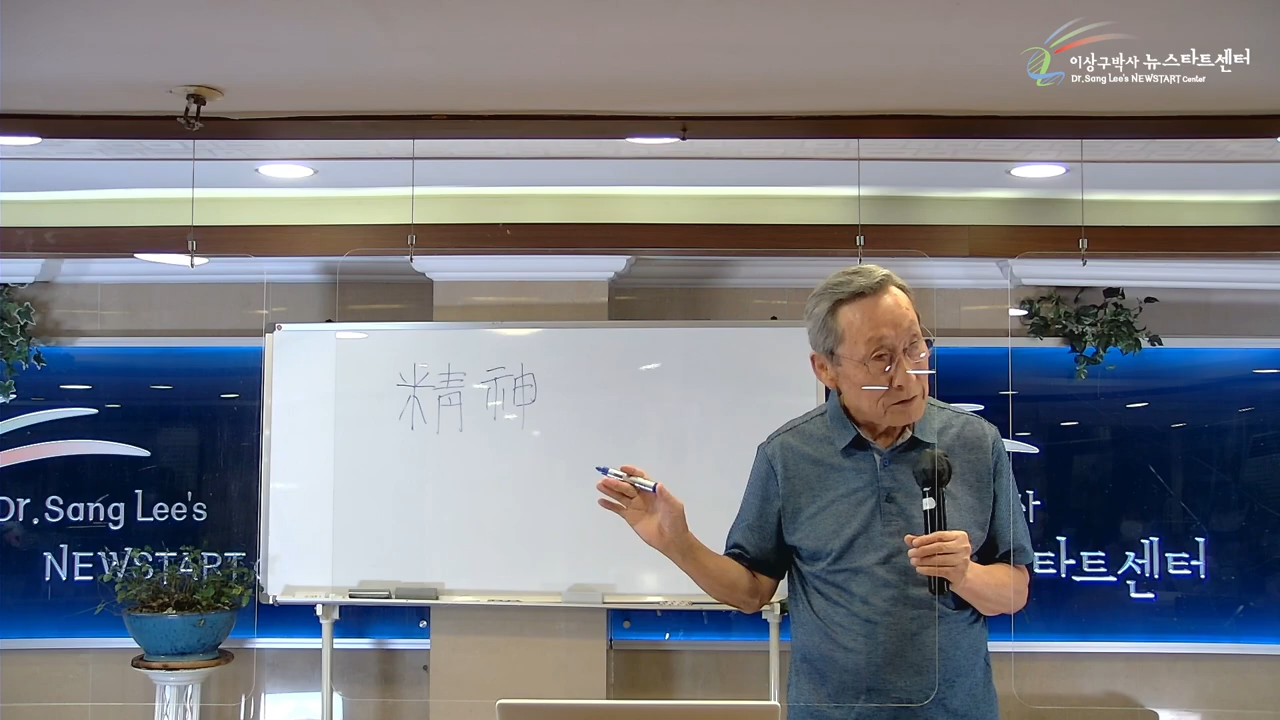 이상구박사 뉴스타트센터
Dr. Sang Lee's NEWSTART Center
精神
Dr. Sang Lee's
NEWSTART
사
타트센터